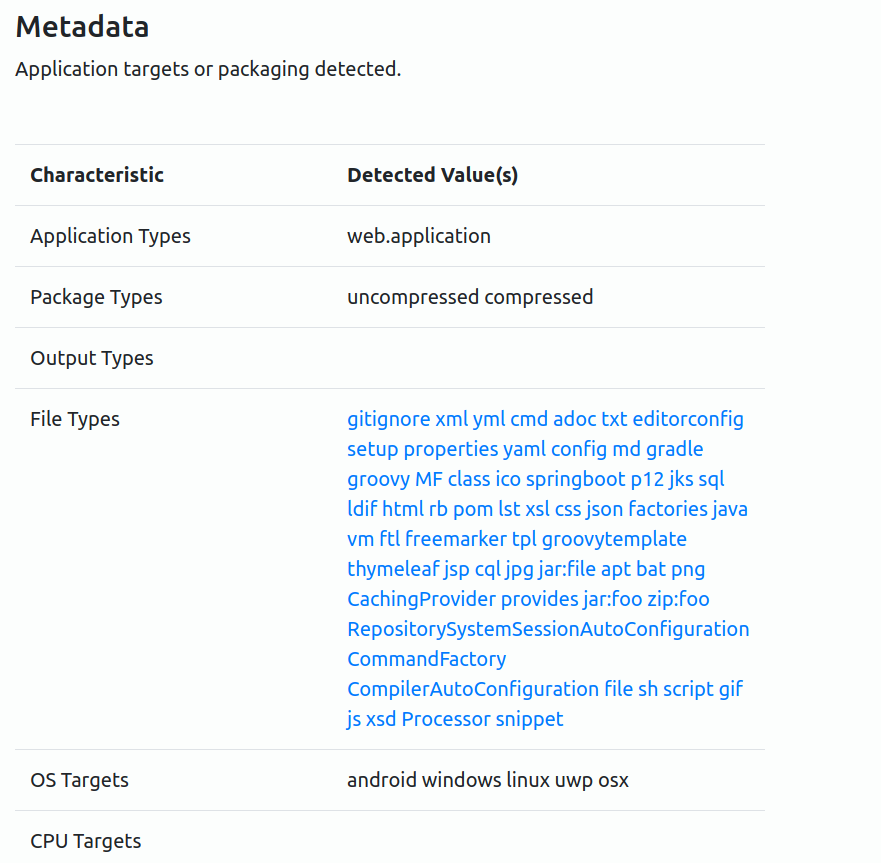 Metadata
Application targets or packaging detected.
Characteristic Detected Value(s)
Application Types web.application
Package Types uncompressed compressed
Output Types
File Types gitignore xml yml cmd adoc txt editorconfig
setup properties yaml config md gradle
groovy MF class ico springboot p12 jks sql
ldif html rb pom lst xsl css json factories java
vm ftl freemarker tpl groovytemplate
thymeleaf jsp cql jpg jar:file apt bat png
CachingProvider provides jar:foo zip:foo
RepositorySystemSessionAutoConfiguration
CommandFactory
CompilerAutoConfiguration file sh script gif
js xsd Processor snippet
OS Targets android windows linux uwp osx
CPU Targets